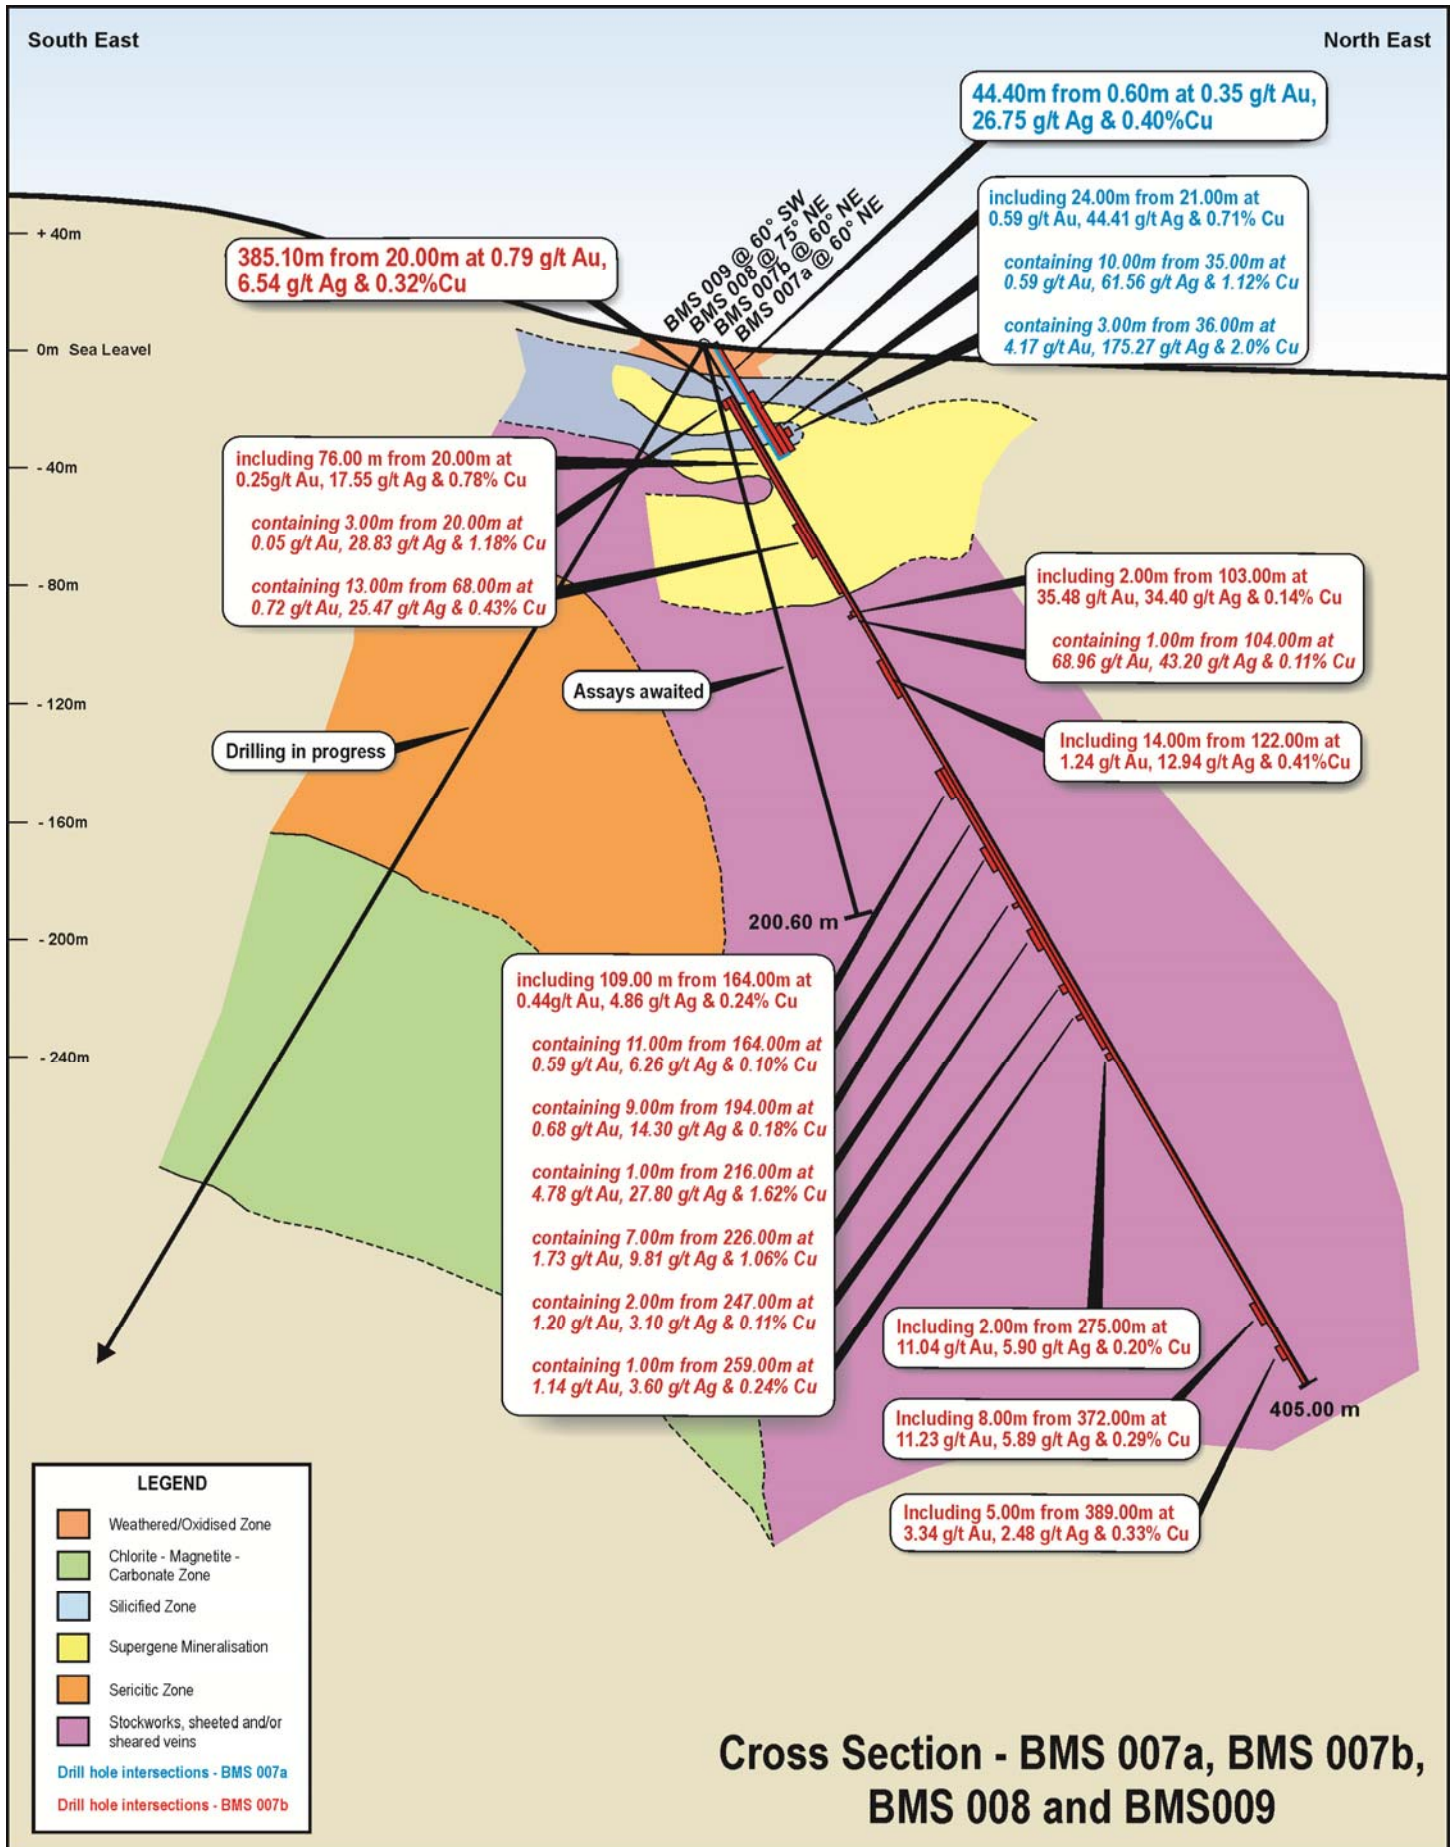 South East
North East
44.40m from 0.60m at 0.35 g/t Au,
26.75 g/t Ag & 0.40%Cu
including 24.00m from 21.00m at
0.59 g/t Au, 44.41 g/t Ag & 0.71% Cu
containing 10.00m from 35.00m at
0.59 g/t Au, 61.56 g/t Ag & 1.12% Cu
containing 3.00m from 36.00m at
4.17 g/t Au, 175.27 g/t Ag & 2.0% Cu
BMS 009 @ 60° SW
BMS 008 @ 75° NE
BMS 007b @ 60° NE
BMS 007a @ 60° NE
+ 40m
385.10m from 20.00m at 0.79 g/t Au,
6.54 g/t Ag & 0.32%Cu
0m Sea Leavel
including 76.00 m from 20.00m at
0.25g/t Au, 17.55 g/t Ag & 0.78% Cu
containing 3.00m from 20.00m at
0.05 g/t Au, 28.83 g/t Ag & 1.18% Cu
containing 13.00m from 68.00m at
0.72 g/t Au, 25.47 g/t Ag & 0.43% Cu
- 40m
- 80m
including 2.00m from 103.00m at
35.48 g/t Au, 34.40 g/t Ag & 0.14% Cu
containing 1.00m from 104.00m at
68.96 g/t Au, 43.20 g/t Ag & 0.11% Cu
Assays awaited
- 120m
Drilling in progress
Including 14.00m from 122.00m at
1.24 g/t Au, 12.94 g/t Ag & 0.41%Cu
- 160m
200.60 m
- 200m
- 240m
including 109.00 m from 164.00m at
0.44g/t Au, 4.86 g/t Ag & 0.24% Cu
containing 11.00m from 164.00m at
0.59 g/t Au, 6.26 g/t Ag & 0.10% Cu
containing 9.00m from 194.00m at
0.68 g/t Au, 14.30 g/t Ag & 0.18% Cu
containing 1.00m from 216.00m at
4.78 g/t Au, 27.80 g/t Ag & 1.62% Cu
containing 7.00m from 226.00m at
1.73 g/t Au, 9.81 g/t Ag & 1.06% Cu
containing 2.00m from 247.00m at
1.20 g/t Au, 3.10 g/t Ag & 0.11% Cu
containing 1.00m from 259.00m at
1.14 g/t Au, 3.60 g/t Ag & 0.24% Cu
Including 2.00m from 275.00m at
11.04 g/t Au, 5.90 g/t Ag & 0.20% Cu
405.00 m
Including 8.00m from 372.00m at
11.23 g/t Au, 5.89 g/t Ag & 0.29% Cu
Including 5.00m from 389.00m at
3.34 g/t Au, 2.48 g/t Ag & 0.33% Cu
LEGEND
Weathered/Oxidised Zone
Chlorite - Magnetite -
Carbonate Zone
Silicified Zone
Supergene Mineralisation
Sericitic Zone
Stockworks, sheeted and/or
sheared veins
Drill hole intersections - BMS 007a
Drill hole intersections - BMS 007b
Cross Section - BMS 007a, BMS 007b,
BMS 008 and BMS009